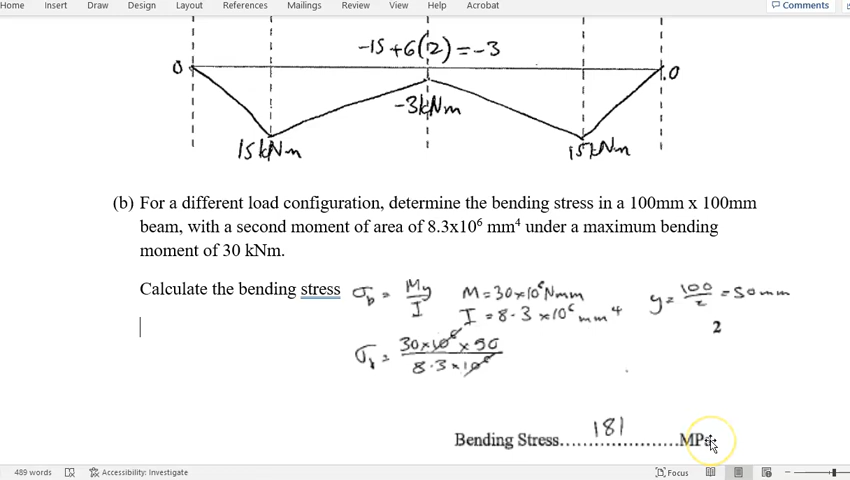 Home Insert Draw Design Layout References Mailings Review View Help Acrobat Comments
-15+6(2)=-3
0 0
-3kNm
15kNm 15kNm
(b) For a different load configuration, determine the bending stress in a 100mm x 100mm
beam, with a second moment of area of 8.3x10⁶ mm⁴ under a maximum bending
moment of 30 kNm.
Calculate the bending stress σb = My/I M=30×10⁶Nmm y=100/2=50mm
I=8.3×10⁶mm⁴
2
σb = 30×10⁶×50/8.3×10⁶
Bending Stress 181 MPa
489 words Accessibility: Investigate Focus